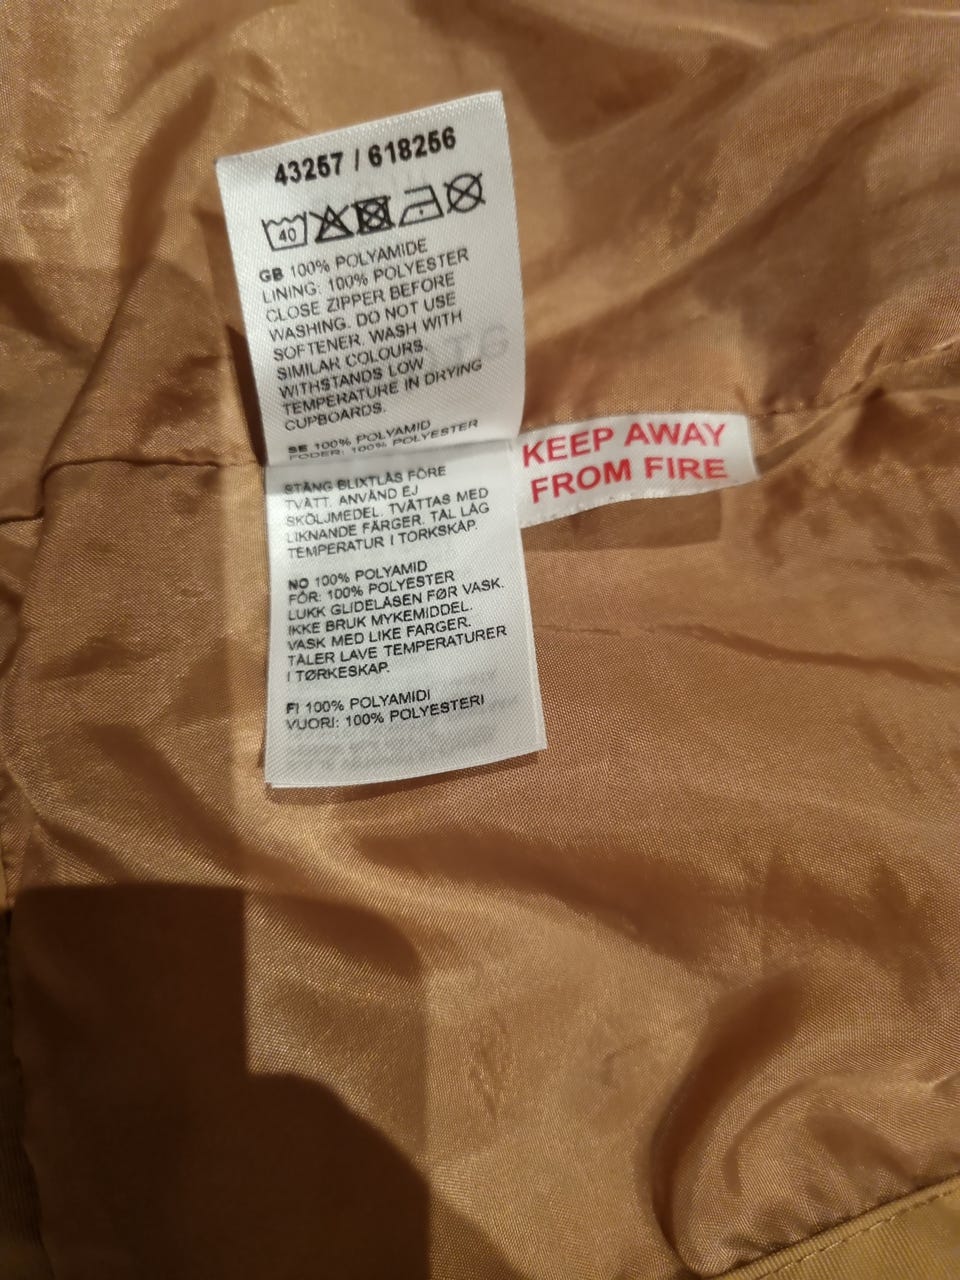 43257 / 618256
40
GB 100% POLYAMIDE
LINING: 100% POLYESTER
CLOSE ZIPPER BEFORE
WASHING. DO NOT USE
SOFTENER. WASH WITH
SIMILAR COLOURS.
WITHSTANDS LOW
TEMPERATURE IN DRYING
CUPBOARDS.
SE 100% POLYAMID
FODER: 100% POLYESTER
STÄNG BLIXTLÅS FÖRE
TVÄTT. ANVÄND EJ
SKÖLJMEDEL. TVÄTTAS MED
LIKNANDE FÄRGER. TÅL LÅG
TEMPERATUR I TORKSKÅP.
NO 100% POLYAMID
FÔR: 100% POLYESTER
LUKK GLIDELÅSEN FØR VASK.
IKKE BRUK MYKEMIDDEL.
VASK MED LIKE FARGER.
TÅLER LAVE TEMPERATURER
I TØRKESKAP.
FI 100% POLYAMIDI
VUORI: 100% POLYESTERI
KEEP AWAY
FROM FIRE